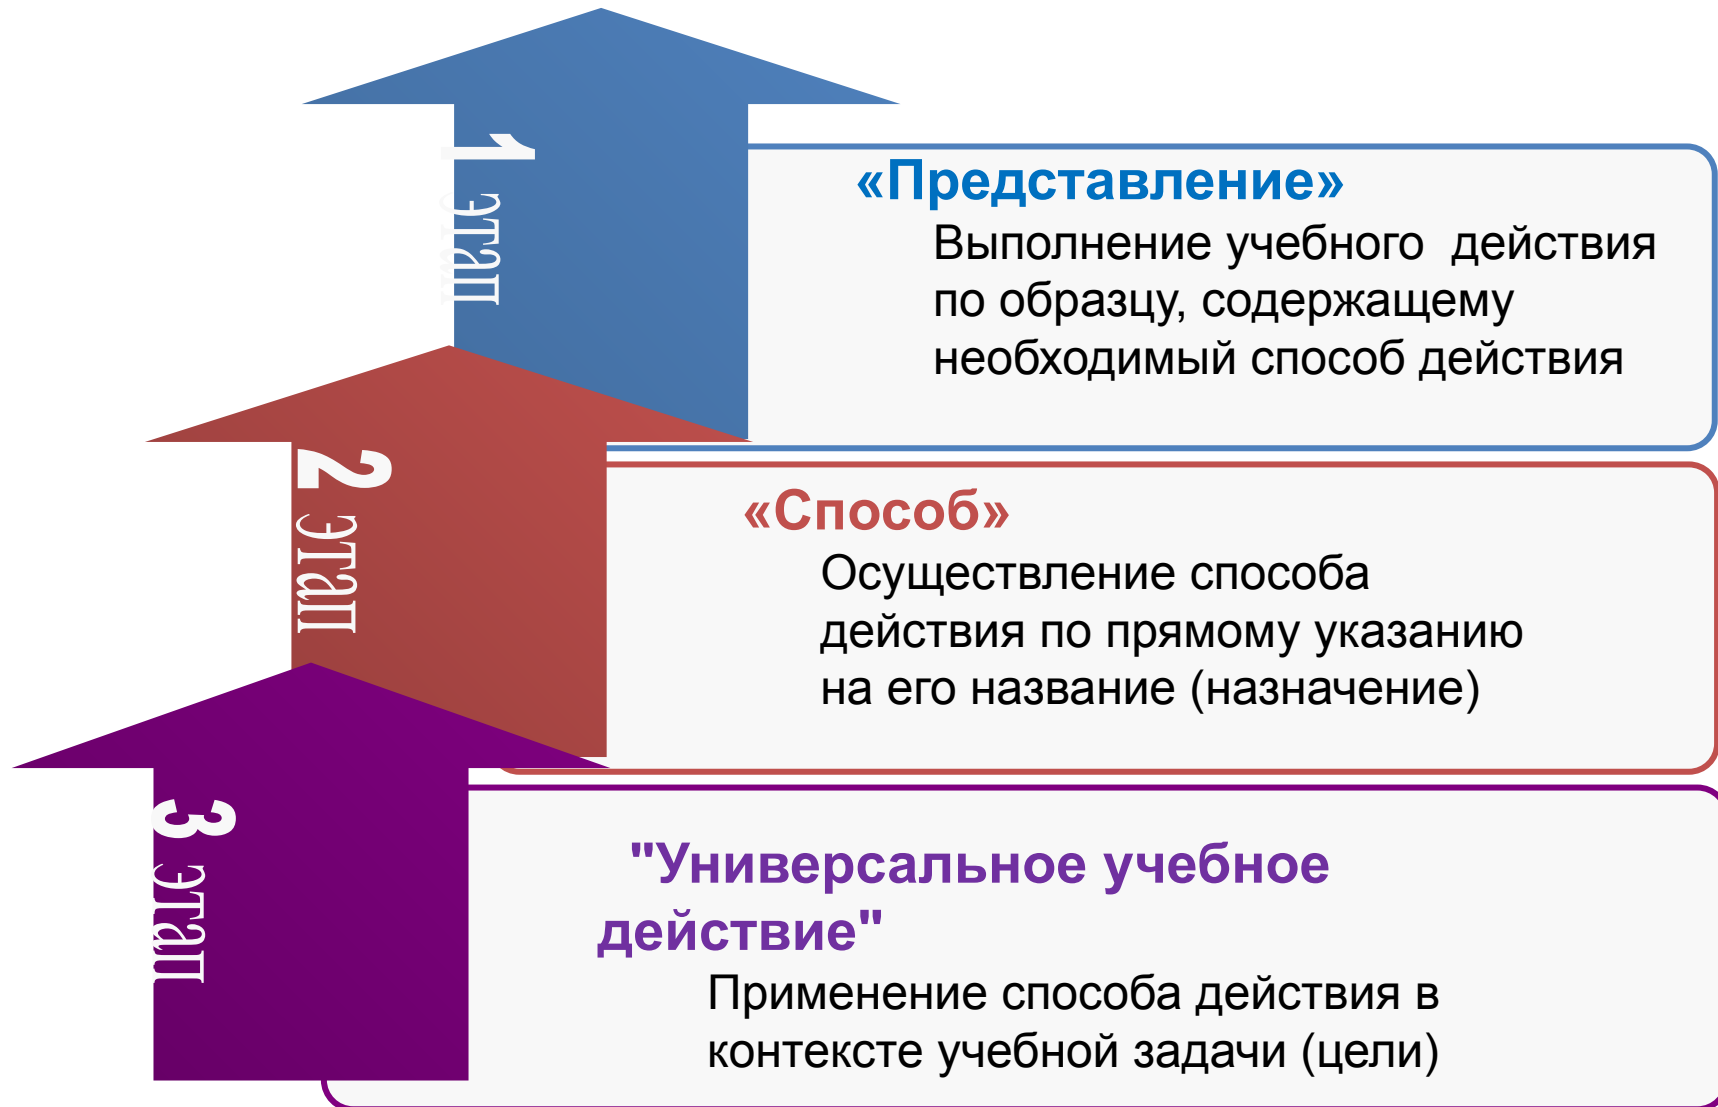 1 этап
«Представление»
Выполнение учебного действия
по образцу, содержащему
необходимый способ действия
2 этап
«Способ»
Осуществление способа
действия по прямому указанию
на его название (назначение)
3 этап
"Универсальное учебное
действие"
Применение способа действия в
контексте учебной задачи (цели)